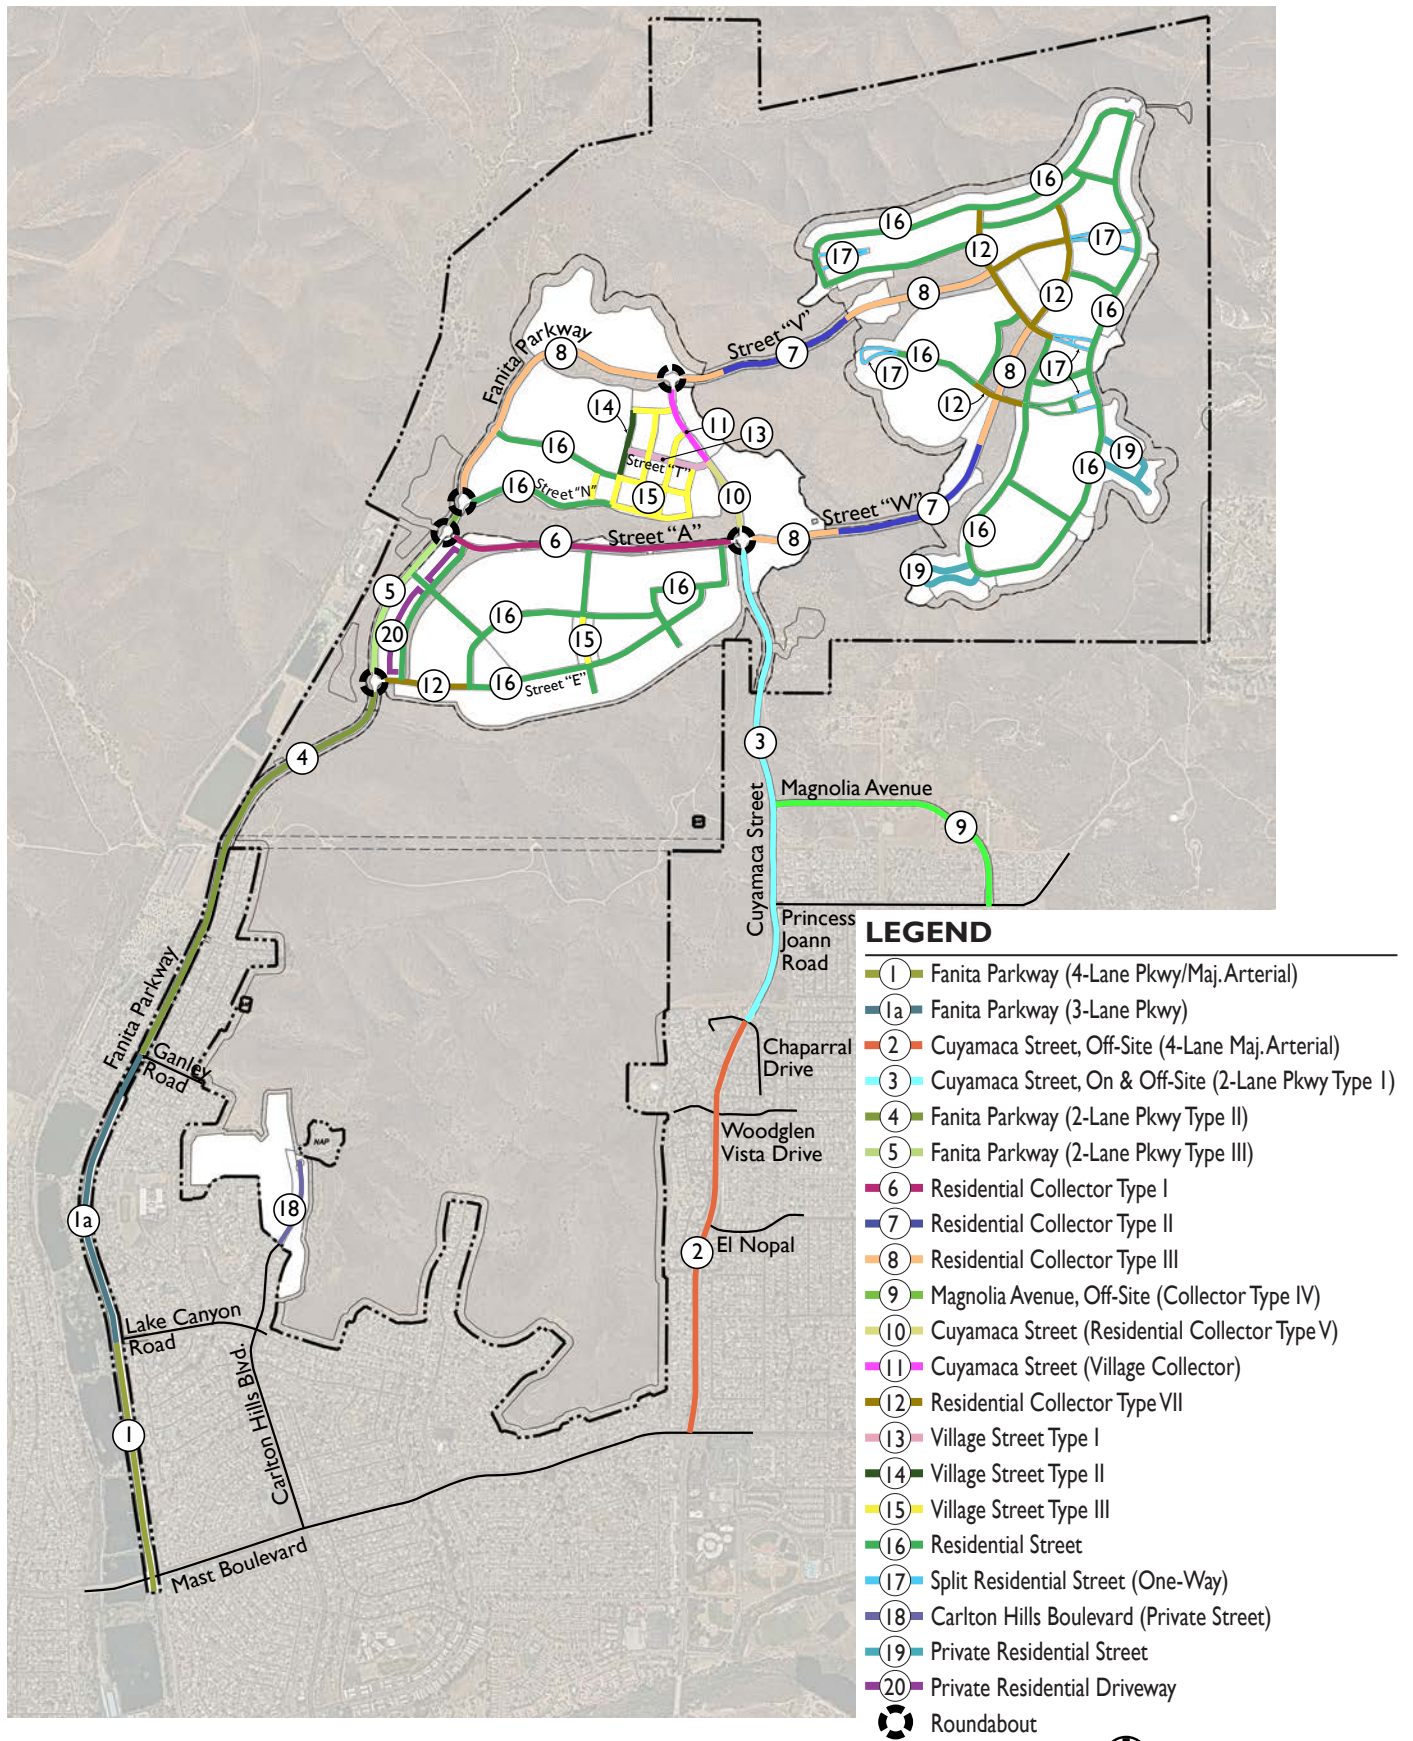 16
16
17
12
17
12
16
8
Street "V"
7
Fanita Parkway
8
16
17
8
17
12
14
11
13
Street "T"
16
16
Street "N"
15
10
19
16
Street "W"
7
8
Street "A"
6
16
19
5
20
16
16
15
12
16
Street "E"
4
3
Cuyamaca Street
Magnolia Avenue
9
Princess
Joann
Road
Fanita Parkway
Ganley
Road
Chaparral
Drive
Woodglen
Vista Drive
NAP
18
1a
2
El Nopal
Lake Canyon
Road
Carlton Hills Blvd.
1
Mast Boulevard
LEGEND
1 Fanita Parkway (4-Lane Pkwy/Maj. Arterial)
1a Fanita Parkway (3-Lane Pkwy)
2 Cuyamaca Street, Off-Site (4-Lane Maj. Arterial)
3 Cuyamaca Street, On & Off-Site (2-Lane Pkwy Type 1)
4 Fanita Parkway (2-Lane Pkwy Type II)
5 Fanita Parkway (2-Lane Pkwy Type III)
6 Residential Collector Type I
7 Residential Collector Type II
8 Residential Collector Type III
9 Magnolia Avenue, Off-Site (Collector Type IV)
10 Cuyamaca Street (Residential Collector Type V)
11 Cuyamaca Street (Village Collector)
12 Residential Collector Type VII
13 Village Street Type I
14 Village Street Type II
15 Village Street Type III
16 Residential Street
17 Split Residential Street (One-Way)
18 Carlton Hills Boulevard (Private Street)
19 Private Residential Street
20 Private Residential Driveway
Roundabout